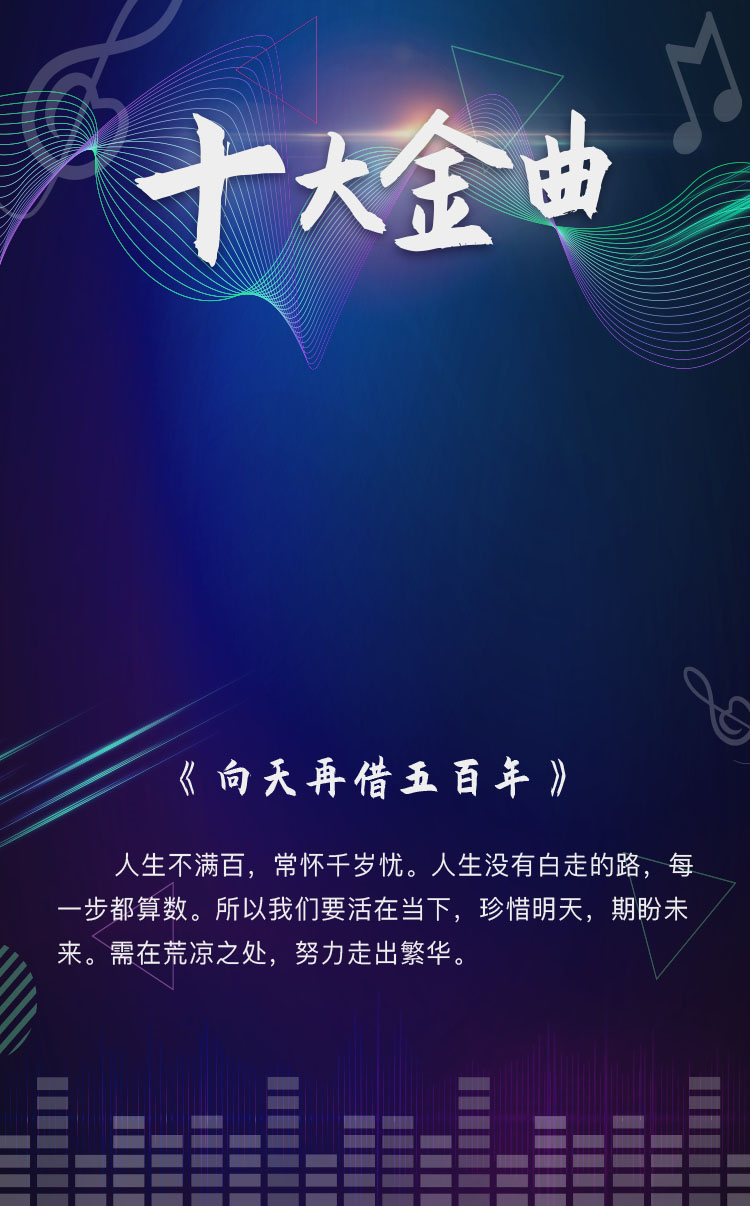 十大金曲
《向天再借五百年》
人生不满百，常怀千岁忧。人生没有白走的路，每
一步都算数。所以我们要活在当下，珍惜明天，期盼未
来。需在荒凉之处，努力走出繁华。